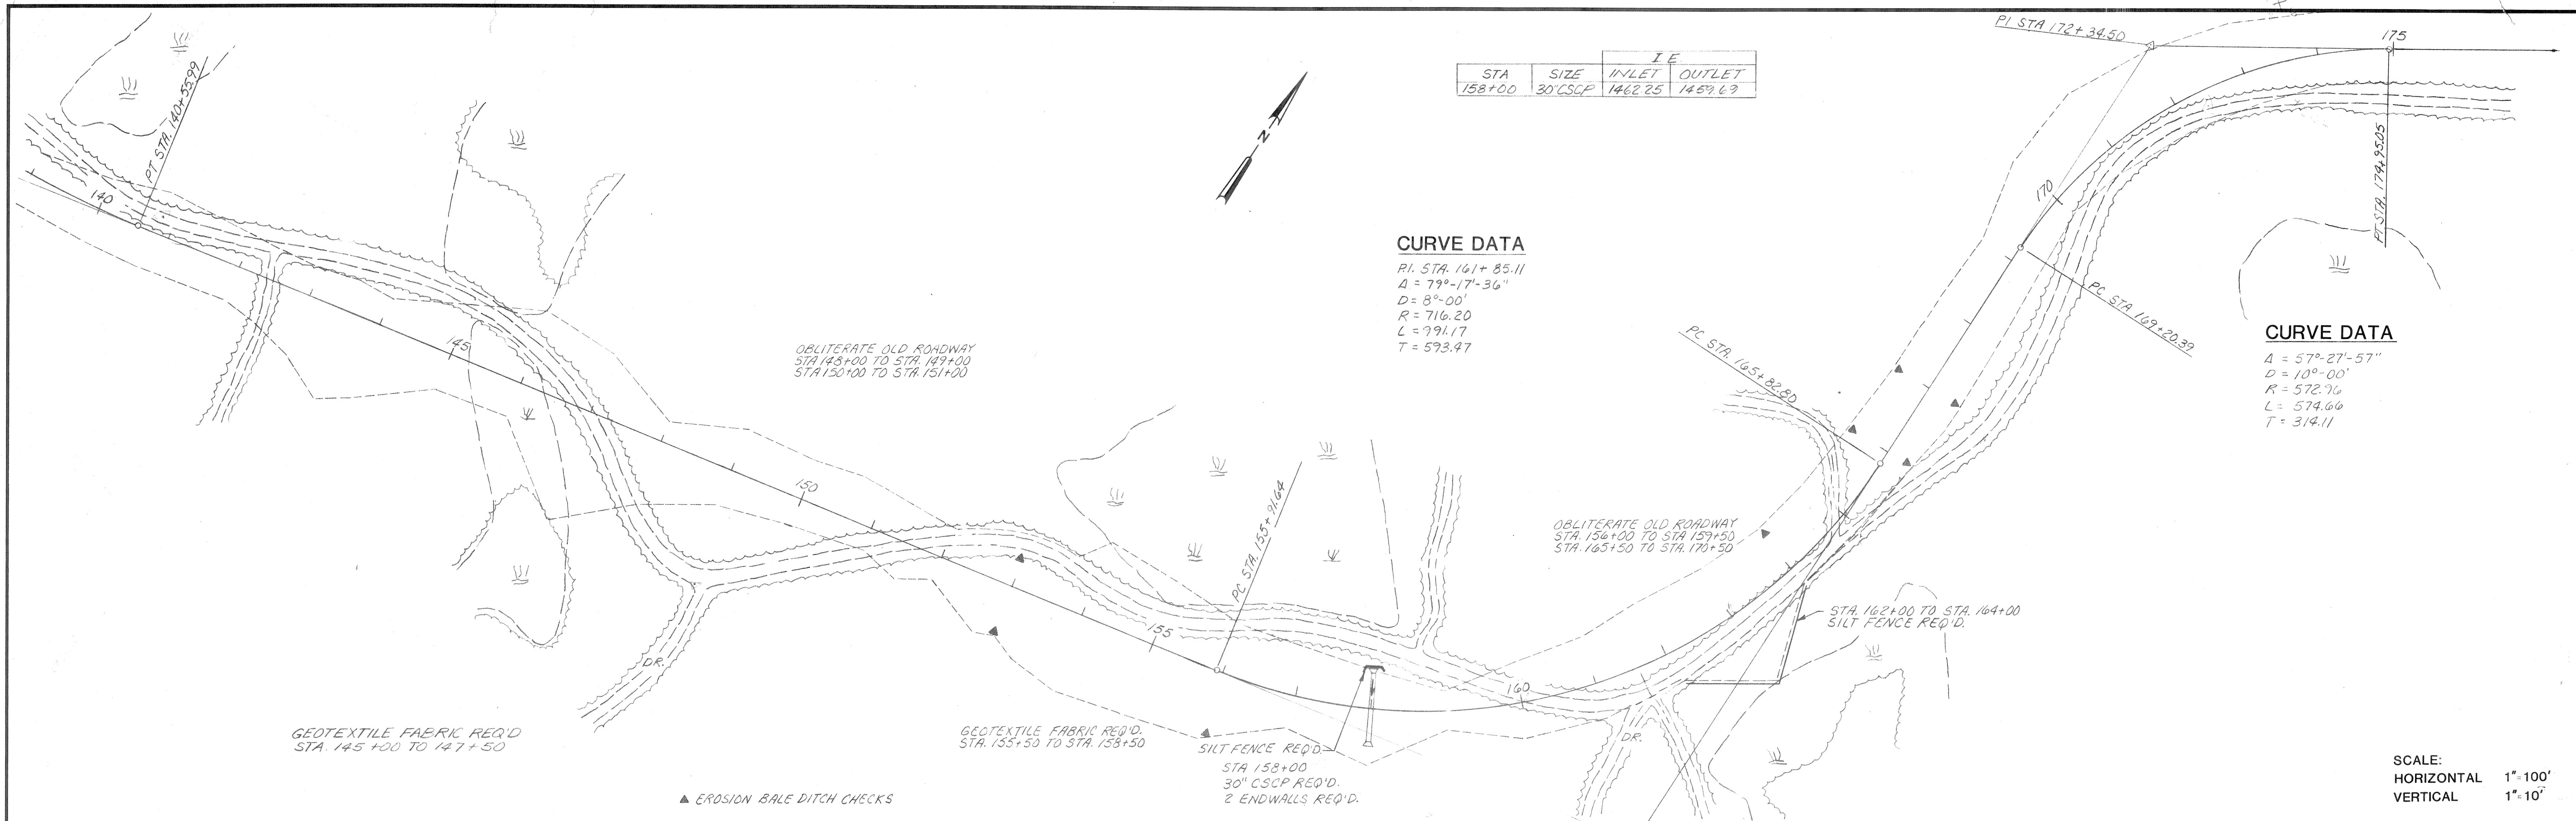 PI STA 172+34.50
175
I E
STA SIZE INLET OUTLET
158+00 30"CSCP 1462.25 1459.69
PT STA. 140+55.99
140
N
170
PT STA. 174+95.05
CURVE DATA
P.I. STA. 161+85.11
Δ = 79°-17'-36"
D = 8°-00'
R = 716.20
L = 991.17
T = 593.47
PC STA 169+20.39
CURVE DATA
Δ = 57°-27'-57"
D = 10°-00'
R = 572.96
L = 574.66
T = 314.11
PC STA. 165+82.80
145
OBLITERATE OLD ROADWAY
STA 148+00 TO STA. 149+00
STA 150+00 TO STA. 151+00
150
PC STA. 155+91.64
OBLITERATE OLD ROADWAY
STA. 156+00 TO STA 159+50
STA. 165+50 TO STA. 170+50
STA. 162+00 TO STA. 164+00
SILT FENCE REQ'D.
155
DR.
160
DR.
GEOTEXTILE FABRIC REQ'D
STA. 145+00 TO 147+50
GEOTEXTILE FABRIC REQ'D.
STA. 155+50 TO STA. 158+50
SILT FENCE REQ'D.
STA 158+00
30" CSCP REQ'D.
2 ENDWALLS REQ'D.
▲ EROSION BALE DITCH CHECKS
SCALE:
HORIZONTAL 1"=100'
VERTICAL 1"=10'